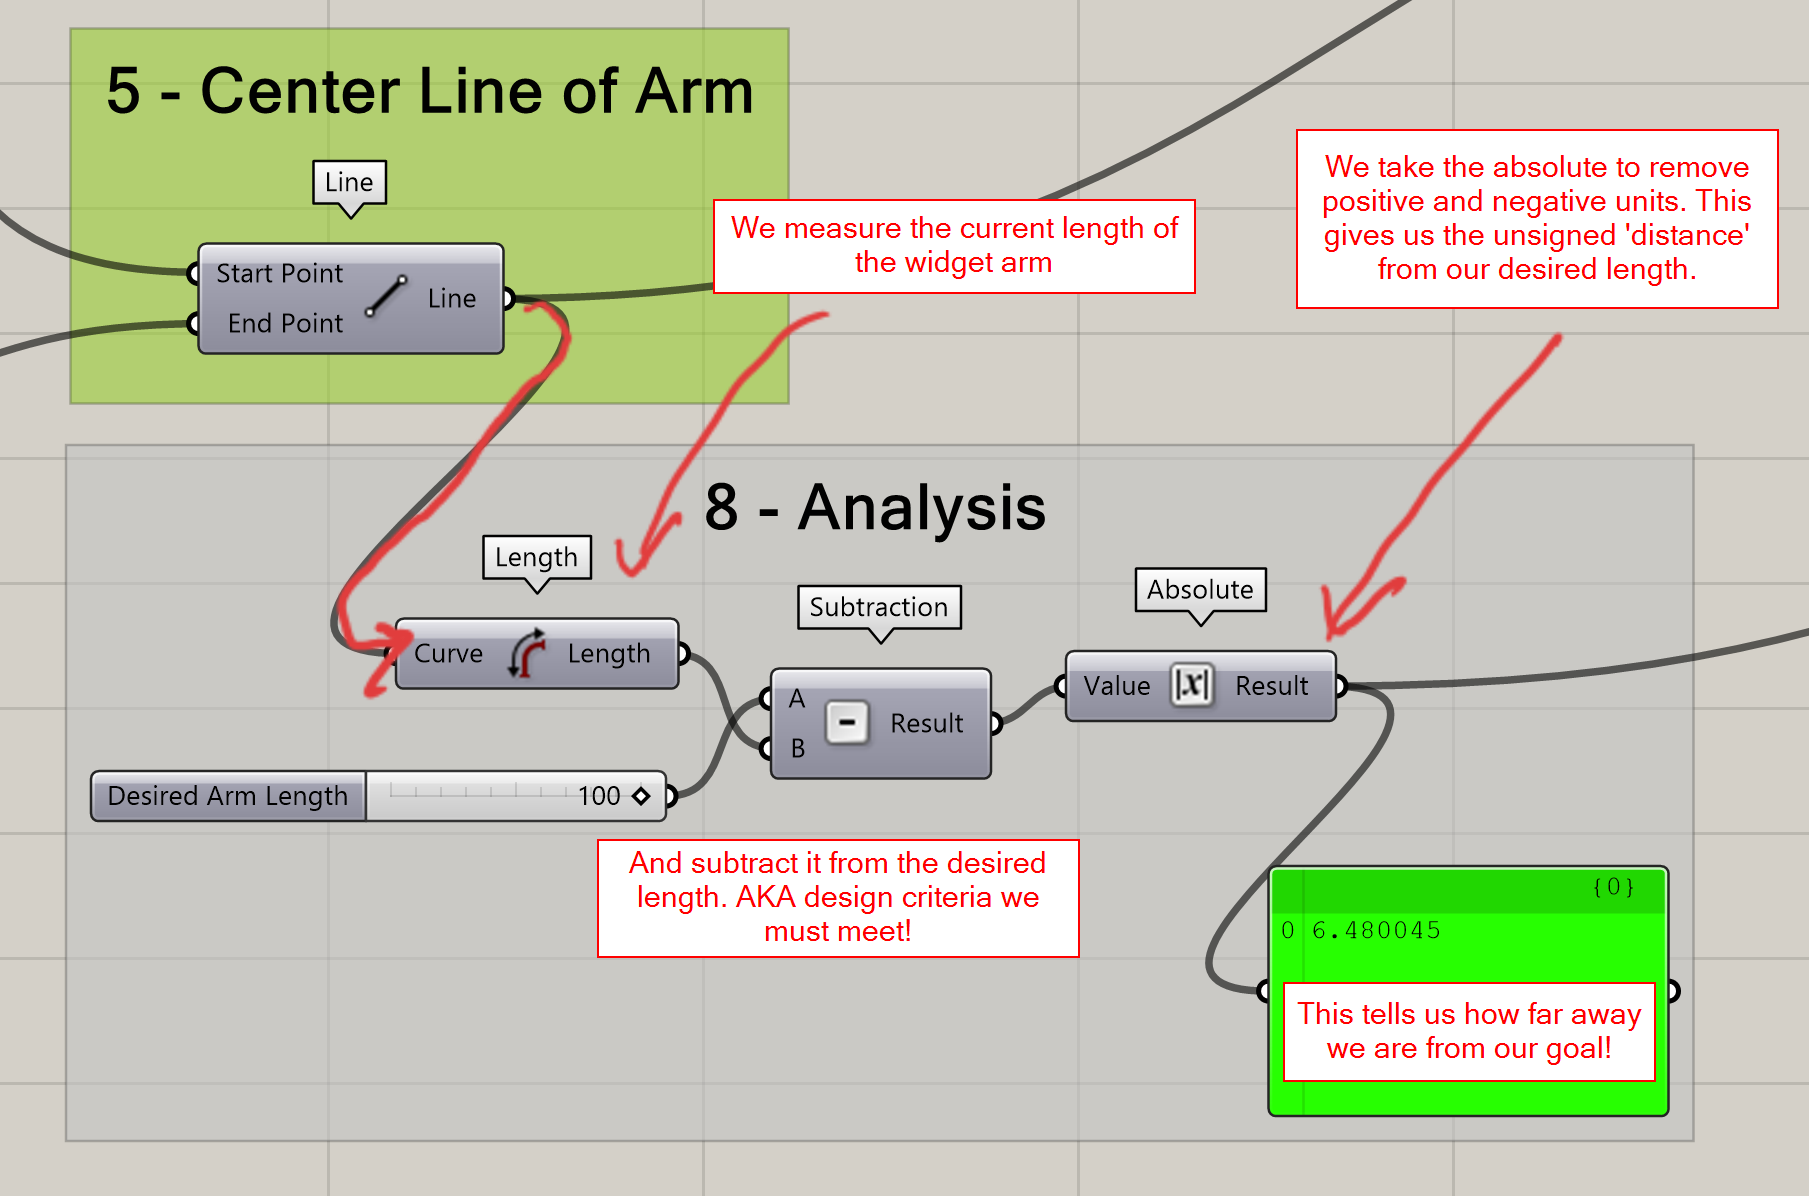 5 - Center Line of Arm
Line
Start Point
End Point
Line
We measure the current length of
the widget arm
We take the absolute to remove
positive and negative units. This
gives us the unsigned 'distance'
from our desired length.
8 - Analysis
Length
Curve
Length
Subtraction
A
B
-
Result
Absolute
Value
|x|
Result
Desired Arm Length
100
And subtract it from the desired
length. AKA design criteria we
must meet!
{0}
0 6.480045
This tells us how far away
we are from our goal!